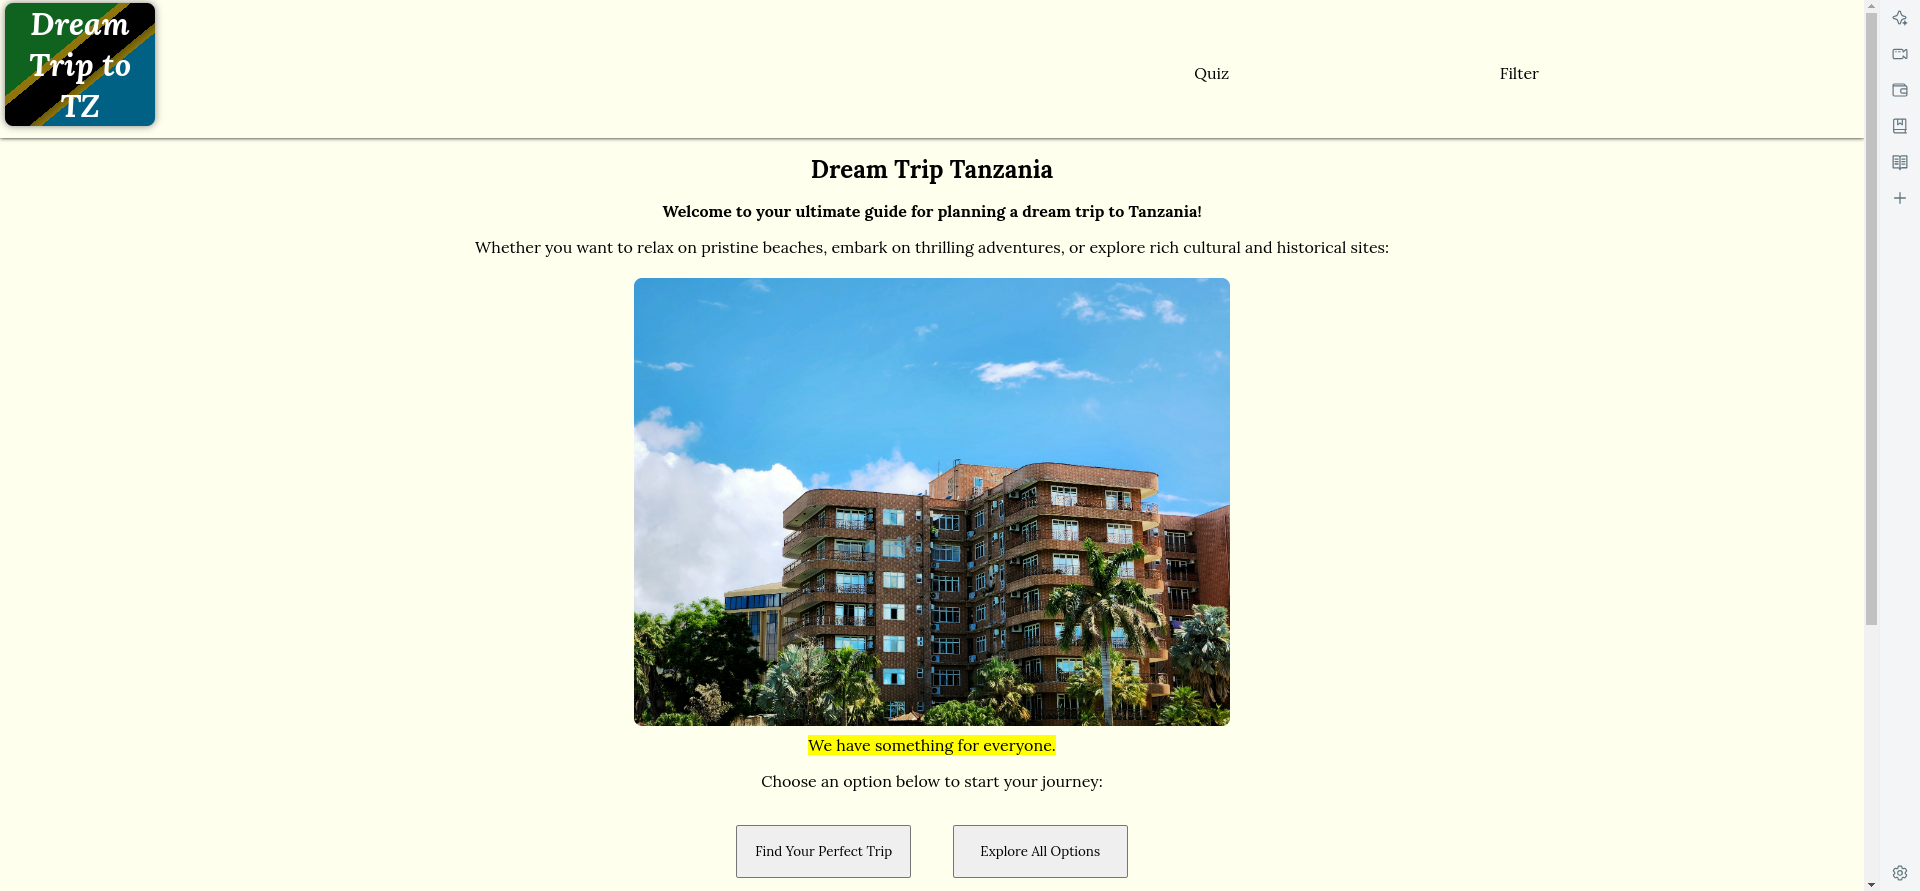 Dream
Trip to
TZ
Quiz
Filter
Dream Trip Tanzania
Welcome to your ultimate guide for planning a dream trip to Tanzania!
Whether you want to relax on pristine beaches, embark on thrilling adventures, or explore rich cultural and historical sites:
We have something for everyone.
Choose an option below to start your journey:
Find Your Perfect Trip
Explore All Options